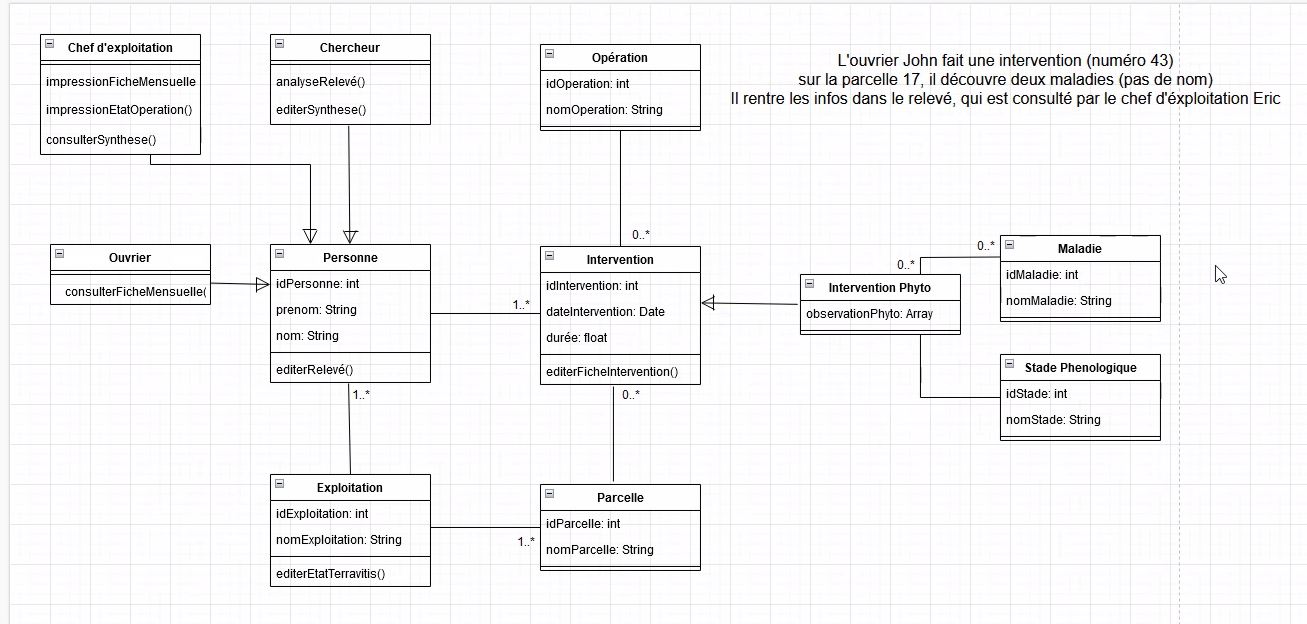 Chef d'exploitation
impressionFicheMensuelle
impressionEtatOperation()
consulterSynthese()
Chercheur
analyseRelevé()
editerSynthese()
Opération
idOperation: int
nomOperation: String
L'ouvrier John fait une intervention (numéro 43)
sur la parcelle 17, il découvre deux maladies (pas de nom)
Il rentre les infos dans le relevé, qui est consulté par le chef d'éxploitation Eric
Ouvrier
consulterFicheMensuelle(
Personne
idPersonne: int
prenom: String
nom: String
editerRelevé()
1..*
1..*
0..*
Intervention
idIntervention: int
dateIntervention: Date
durée: float
editerFicheIntervention()
0..*
Intervention Phyto
observationPhyto: Array
0..*
0..*
Maladie
idMaladie: int
nomMaladie: String
Stade Phenologique
idStade: int
nomStade: String
Exploitation
idExploitation: int
nomExploitation: String
editerEtatTerravitis()
1..*
Parcelle
idParcelle: int
nomParcelle: String